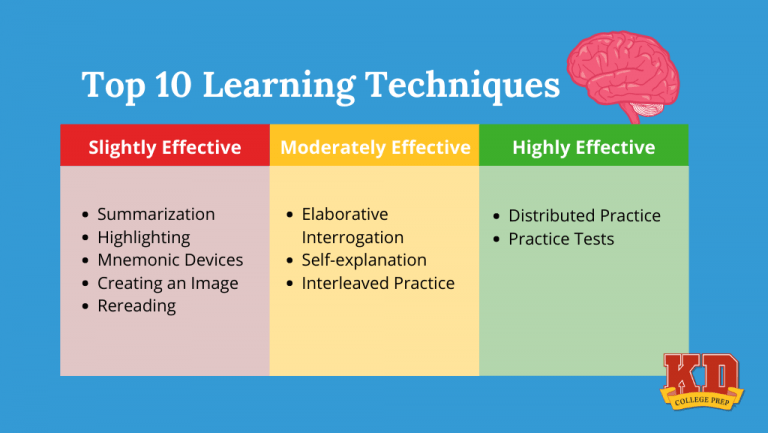 Top 10 Learning Techniques
Slightly Effective
Summarization
Highlighting
Mnemonic Devices
Creating an Image
Rereading
Moderately Effective
Elaborative
Interrogation
Self-explanation
Interleaved Practice
Highly Effective
Distributed Practice
Practice Tests
KD
COLLEGE PREP